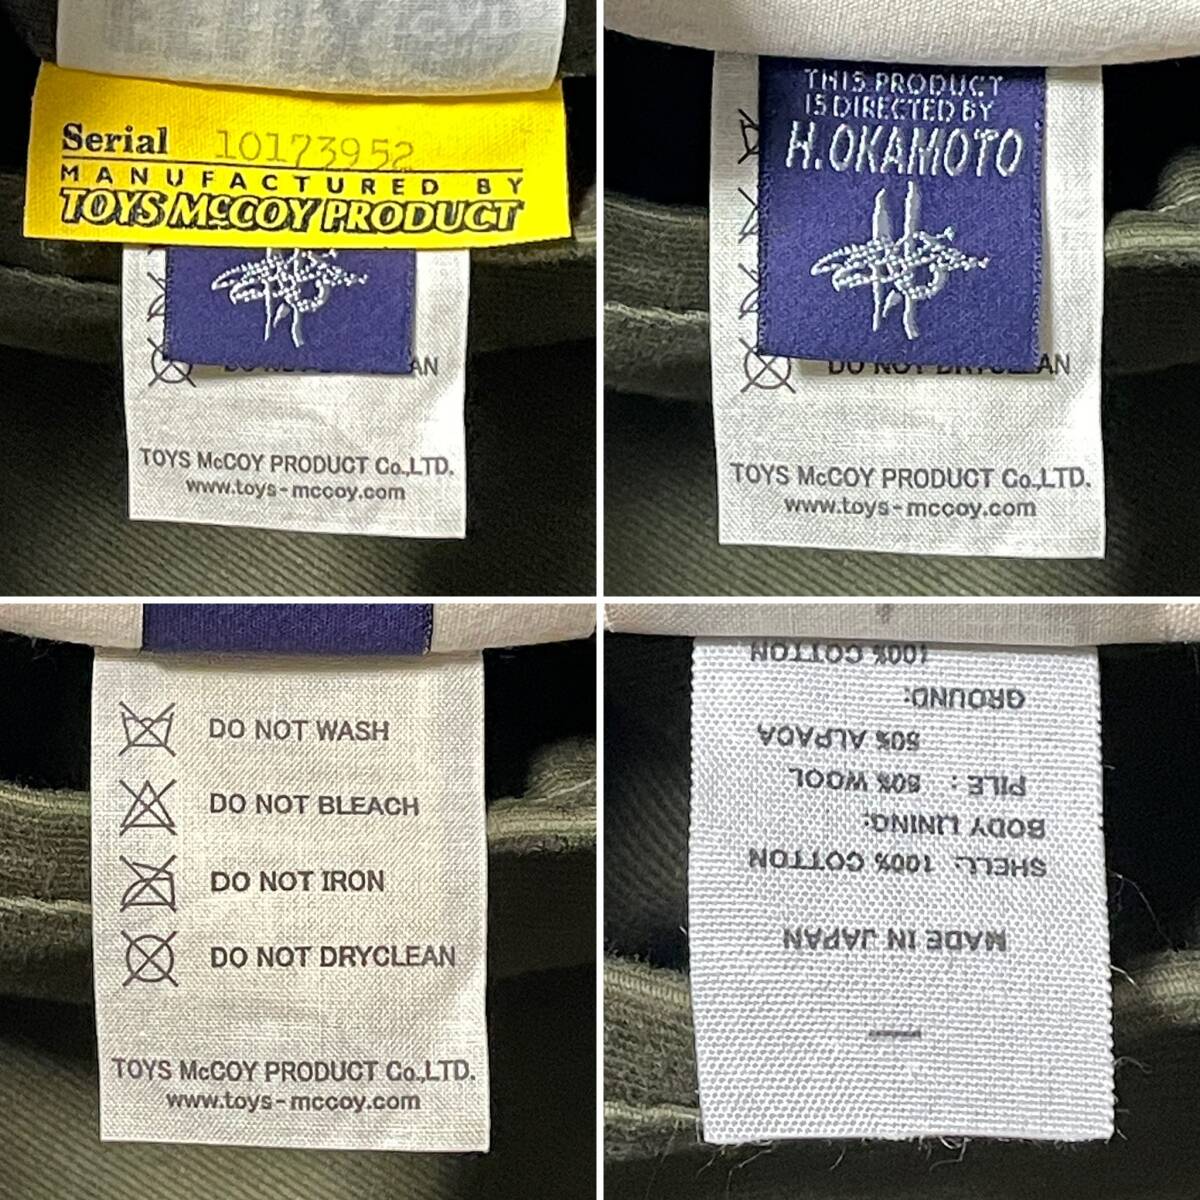 Serial 10173952
MANUFACTURED BY
TOYS McCOY PRODUCT
AN
TOYS McCOY PRODUCT Co.,LTD.
www.toys-mccoy.com
THIS PRODUCT
IS DIRECTED BY
H.OKAMOTO
DO NOT DRYCLEAN
TOYS McCOY PRODUCT Co.,LTD.
www.toys-mccoy.com
DO NOT WASH
DO NOT BLEACH
DO NOT IRON
DO NOT DRYCLEAN
TOYS McCOY PRODUCT Co.,LTD.
www.toys-mccoy.com
MADE IN JAPAN
SHELL: 100% COTTON
BODY LINING:
PILE : 50% WOOL
50% ALPACA
GROUND:
100% COTTON